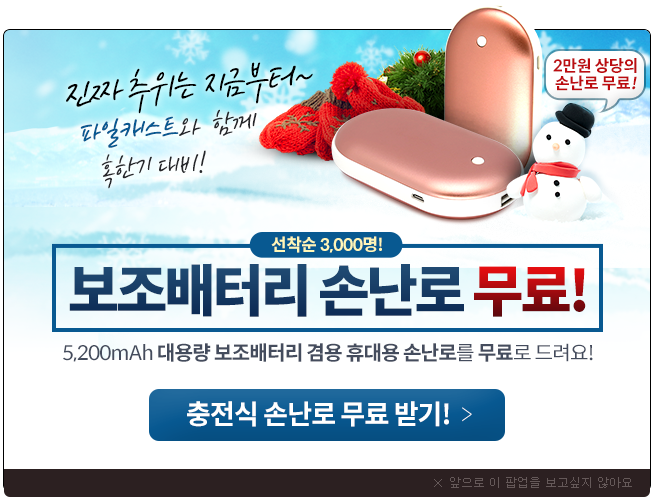 진짜 추위는 지금부터~
파일캐스트와 함께
혹한기 대비!
2만원 상당의
손난로 무료!
선착순 3,000명!
보조배터리 손난로 무료!
5,200mAh 대용량 보조배터리 겸용 휴대용 손난로를 무료로 드려요!
충전식 손난로 무료 받기! >
× 앞으로 이 팝업을 보고싶지 않아요